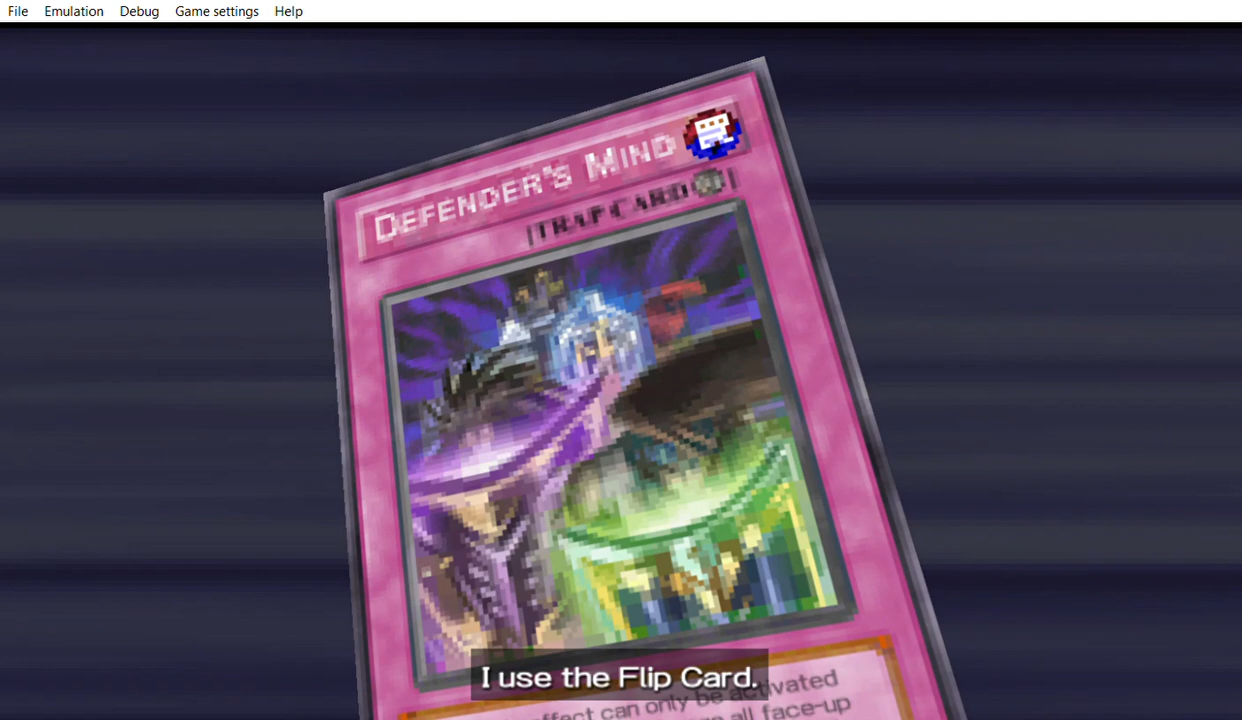 File Emulation Debug Game settings Help
DEFENDER'S MIND
[TRAP CARD
I use the Flip Card.
effect can only be activated
all face-up